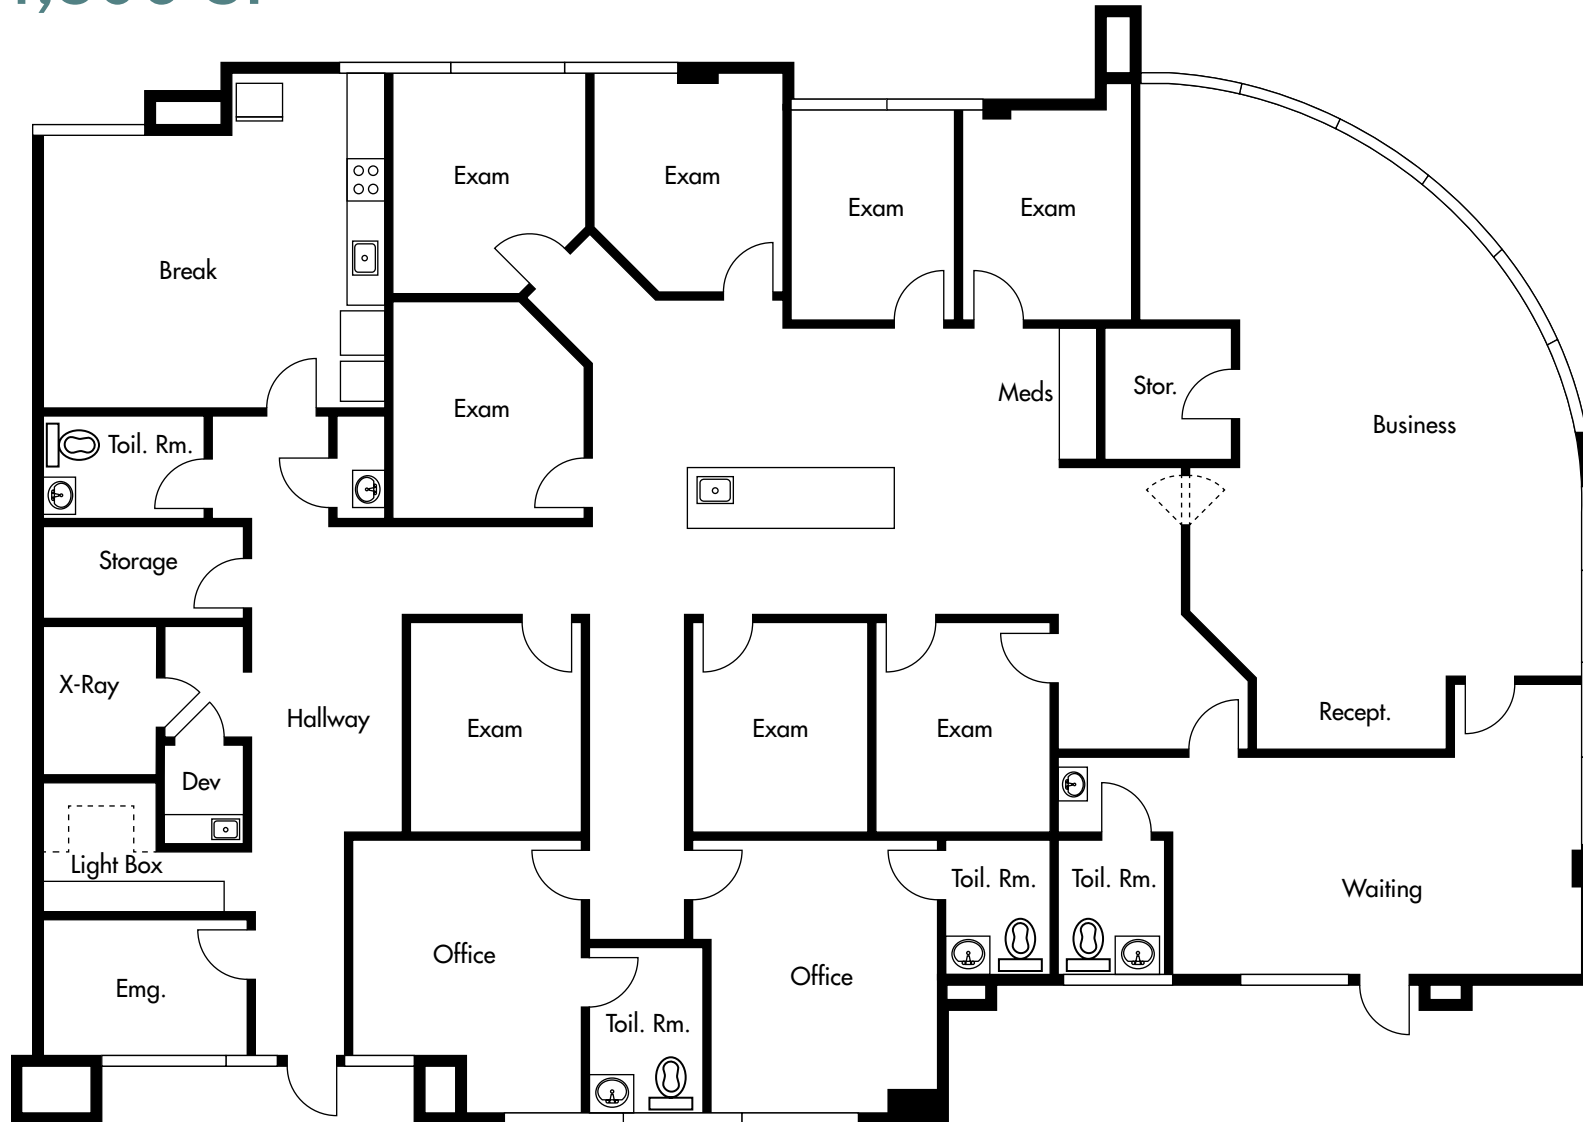 Exam
Exam
Exam
Exam
Break
Meds
Stor.
Exam
Business
Toil. Rm.
Storage
X-Ray
Hallway
Exam
Exam
Exam
Recept.
Dev
Light Box
Toil. Rm.
Toil. Rm.
Waiting
Office
Office
Emg.
Toil. Rm.